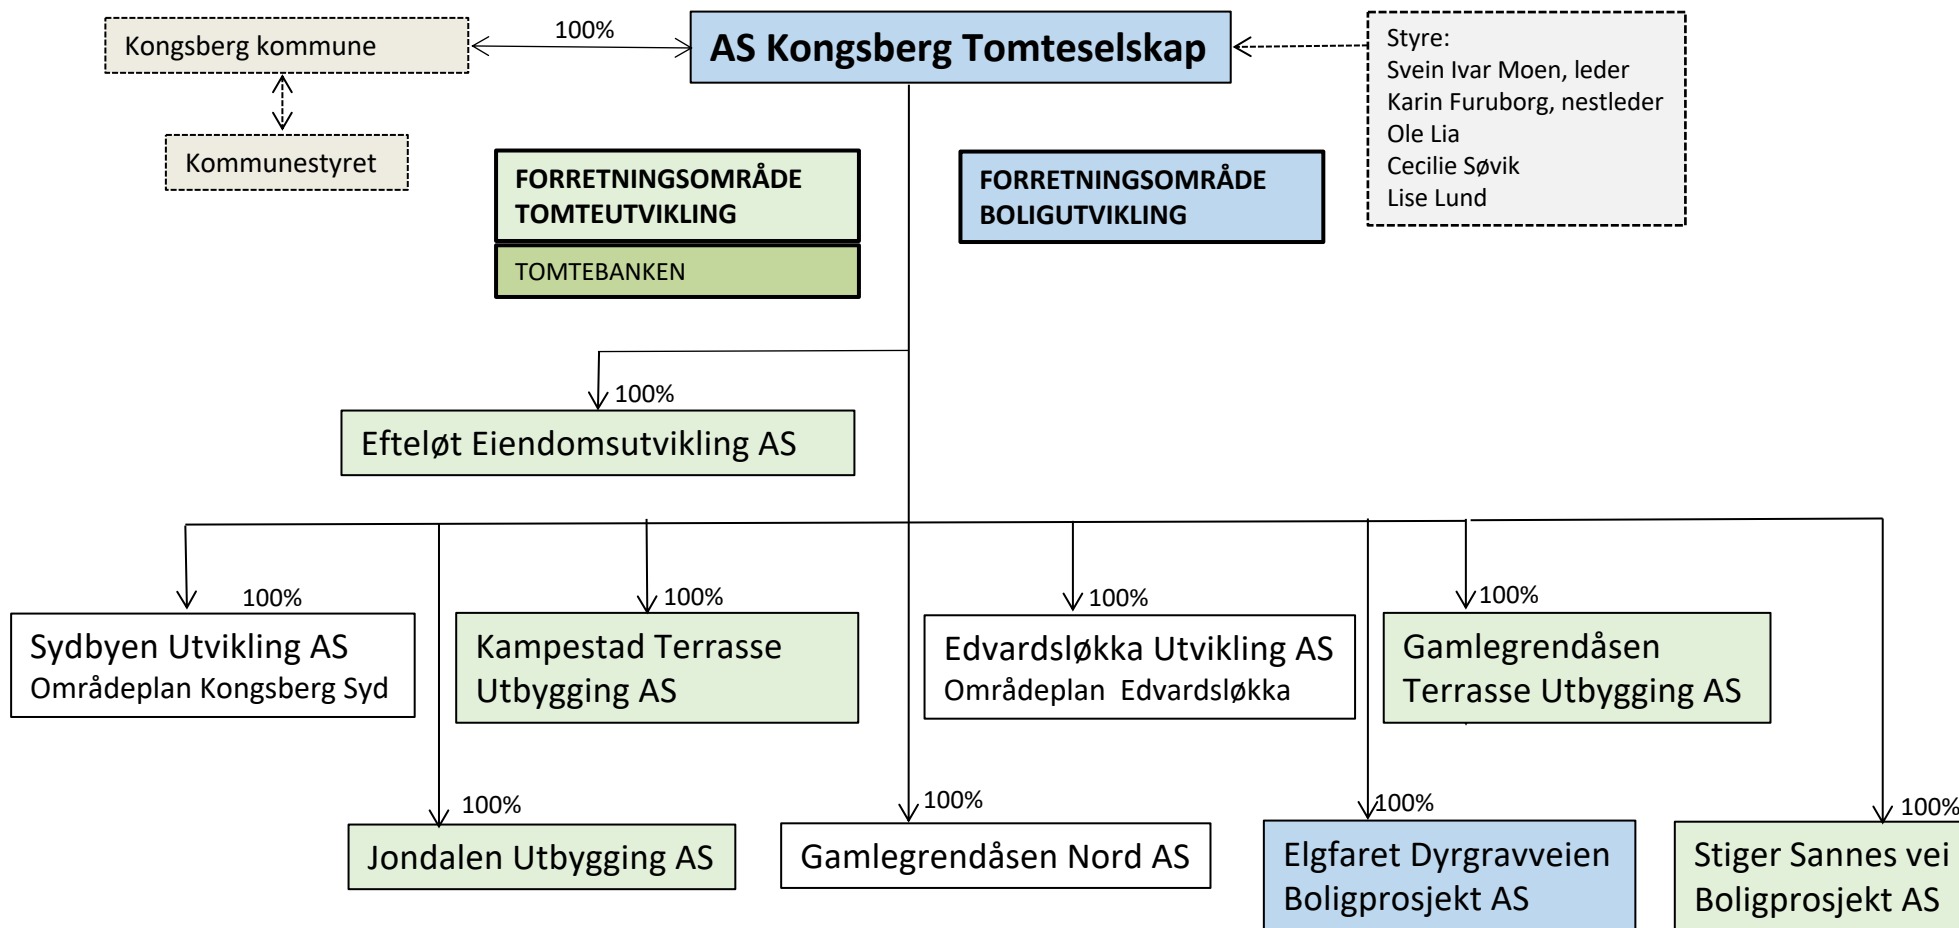 Kongsberg kommune
100%
AS Kongsberg Tomteselskap
Styre:
Svein Ivar Moen, leder
Karin Furuborg, nestleder
Ole Lia
Cecilie Søvik
Lise Lund
Kommunestyret
FORRETNINGSOMRÅDE
TOMTEUTVIKLING
TOMTEBANKEN
FORRETNINGSOMRÅDE
BOLIGUTVIKLING
100%
Efteløt Eiendomsutvikling AS
100%
Sydbyen Utvikling AS
Områdeplan Kongsberg Syd
100%
Kampestad Terrasse
Utbygging AS
100%
Edvardsløkka Utvikling AS
Områdeplan  Edvardsløkka
100%
Gamlegrendåsen
Terrasse Utbygging AS
100%
Jondalen Utbygging AS
100%
Gamlegrendåsen Nord AS
100%
Elgfaret Dyrgravveien
Boligprosjekt AS
100%
Stiger Sannes vei
Boligprosjekt AS